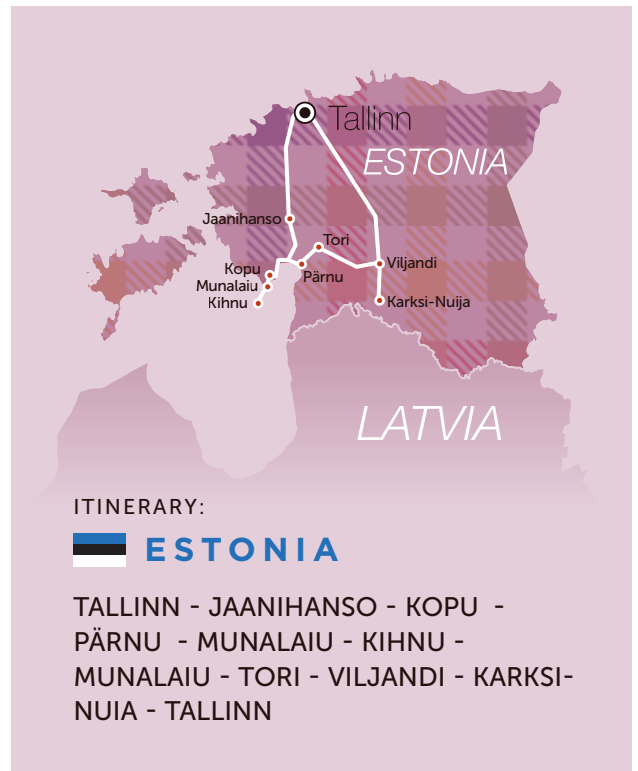 Tallinn
ESTONIA
Jaanihanso
Tori
Kopu
Pärnu
Viljandi
Munalaiu
Kihnu
Karksi-Nuija
LATVIA
ITINERARY:
ESTONIA
TALLINN - JAANIHANSO - KOPU -
PÄRNU - MUNALAIU - KIHNU -
MUNALAIU - TORI - VILJANDI - KARKSI-
NUIA - TALLINN